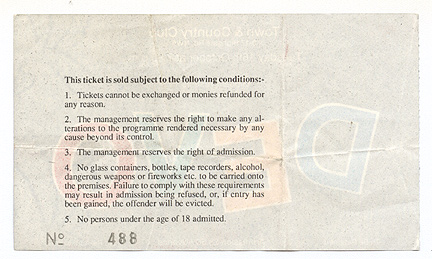 Town & Country Club
This ticket is sold subject to the following conditions:-
1. Tickets cannot be exchanged or monies refunded for
any reason.
2. The management reserves the right to make any al-
terations to the programme rendered necessary by any
cause beyond its control.
3. The management reserves the right of admission.
4. No glass containers, bottles, tape recorders, alcohol,
dangerous weapons or fireworks etc. to be carried onto
the premises. Failure to comply with these requirements
may result in admission being refused, or, if entry has
been gained, the offender will be evicted.
5. No persons under the age of 18 admitted.
Nº 488